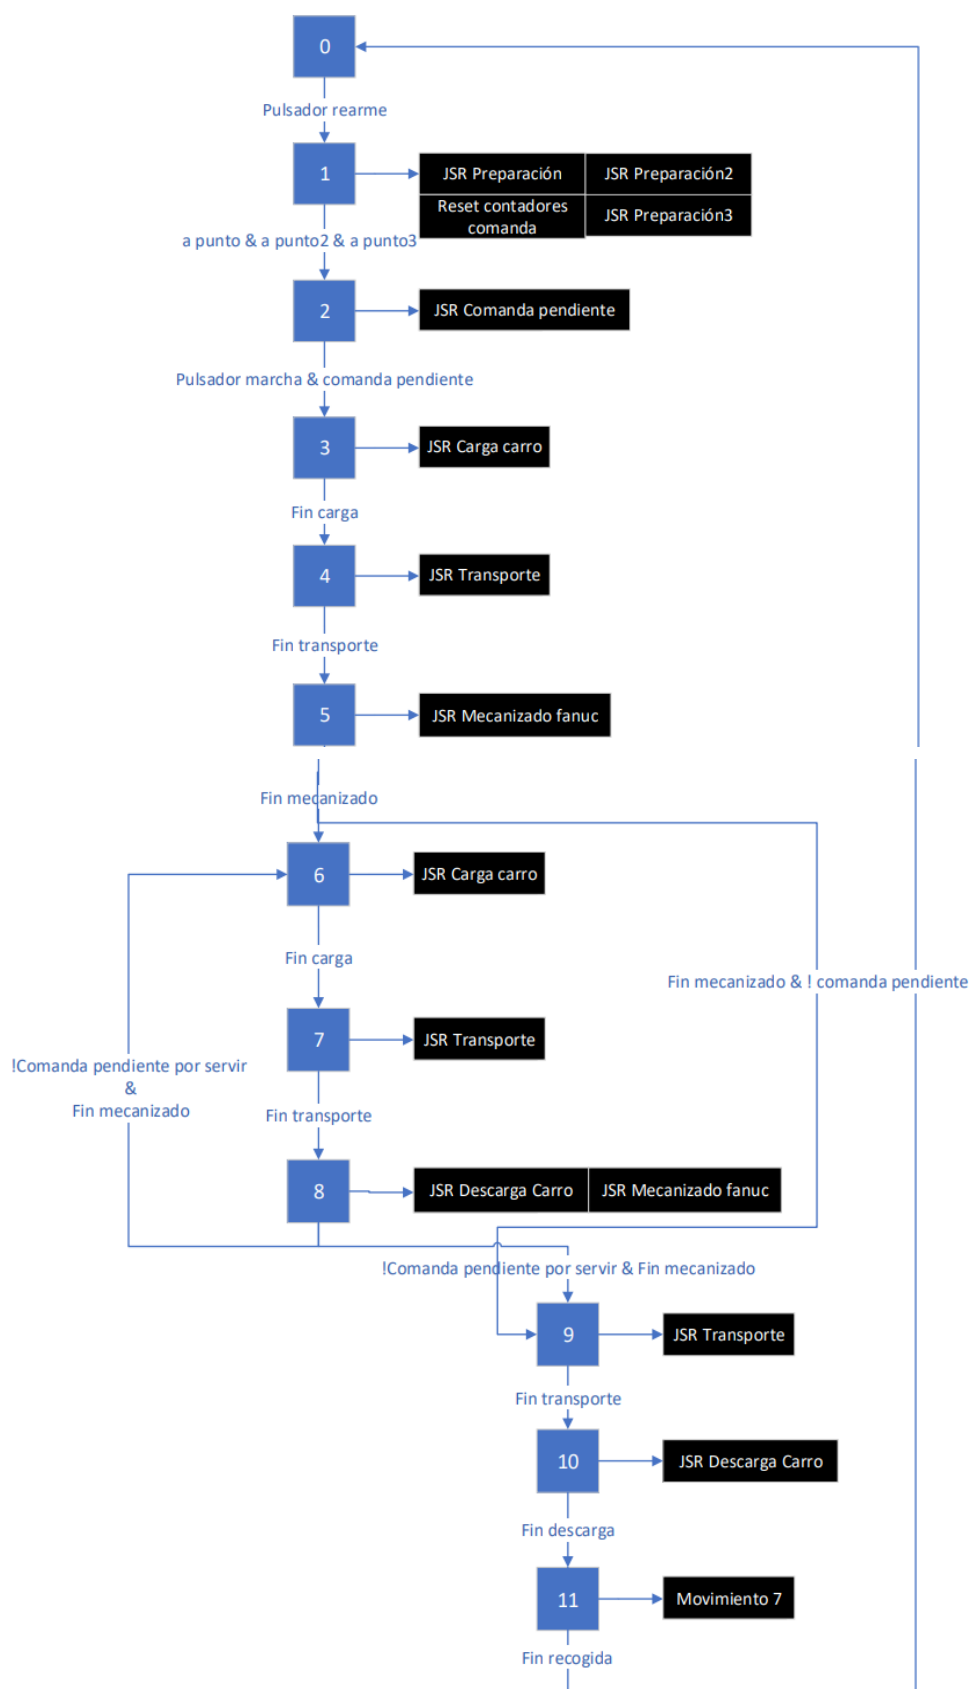 0
Pulsador rearme
1
JSR Preparación
JSR Preparación2
Reset contadores
comanda
JSR Preparación3
a punto & a punto2 & a punto3
2
JSR Comanda pendiente
Pulsador marcha & comanda pendiente
3
JSR Carga carro
Fin carga
4
JSR Transporte
Fin transporte
5
JSR Mecanizado fanuc
Fin mecanizado
6
JSR Carga carro
Fin carga
Fin mecanizado & ! comanda pendiente
7
JSR Transporte
!Comanda pendiente por servir
&
Fin mecanizado
Fin transporte
8
JSR Descarga Carro
JSR Mecanizado fanuc
!Comanda pendiente por servir & Fin mecanizado
9
JSR Transporte
Fin transporte
10
JSR Descarga Carro
Fin descarga
11
Movimiento 7
Fin recogida